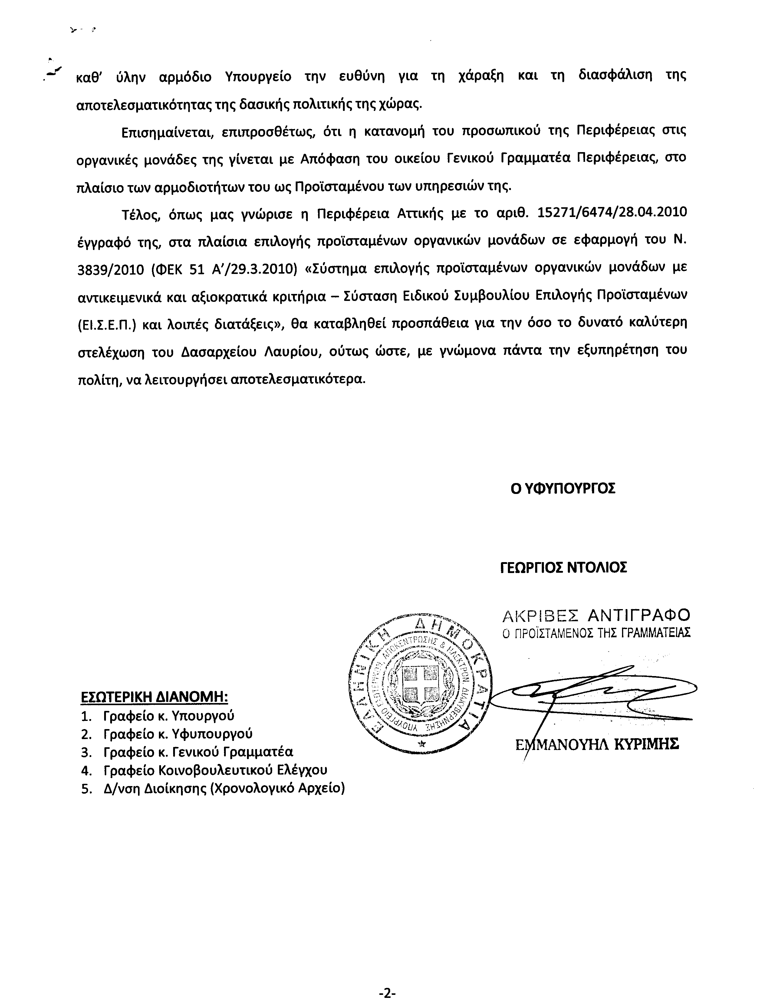 καθ' ύλην αρμόδιο Υπουργείο την ευθύνη για τη χάραξη και τη διασφάλιση της
αποτελεσματικότητας της δασικής πολιτικής της χώρας.
Επισημαίνεται, επιπροσθέτως, ότι η κατανομή του προσωπικού της Περιφέρειας στις
οργανικές μονάδες της γίνεται με Απόφαση του οικείου Γενικού Γραμματέα Περιφέρειας, στο
πλαίσιο των αρμοδιοτήτων του ως Προϊσταμένου των υπηρεσιών της.
Τέλος, όπως μας γνώρισε η Περιφέρεια Αττικής με το αριθ. 15271/6474/28.04.2010
έγγραφό της, στα πλαίσια επιλογής προϊσταμένων οργανικών μονάδων σε εφαρμογή του Ν.
3839/2010 (ΦΕΚ 51 Α'/29.3.2010) «Σύστημα επιλογής προϊσταμένων οργανικών μονάδων με
αντικειμενικά και αξιοκρατικά κριτήρια – Σύσταση Ειδικού Συμβουλίου Επιλογής Προϊσταμένων
(ΕΙ.Σ.Ε.Π.) και λοιπές διατάξεις», θα καταβληθεί προσπάθεια για την όσο το δυνατό καλύτερη
στελέχωση του Δασαρχείου Λαυρίου, ούτως ώστε, με γνώμονα πάντα την εξυπηρέτηση του
πολίτη, να λειτουργήσει αποτελεσματικότερα.
Ο ΥΦΥΠΟΥΡΓΟΣ
ΓΕΩΡΓΙΟΣ ΝΤΟΛΙΟΣ
ΑΚΡΙΒΕΣ ΑΝΤΙΓΡΑΦΟ
Ο ΠΡΟΪΣΤΑΜΕΝΟΣ ΤΗΣ ΓΡΑΜΜΑΤΕΙΑΣ
ΕΛΛΗΝΙΚΗ ΔΗΜΟΚΡΑΤΙΑ
ΥΠΟΥΡΓΕΙΟ ΕΣΩΤΕΡΙΚΩΝ, ΑΠΟΚΕΝΤΡΩΣΗΣ & ΗΛΕΚΤΡΟΝ ΔΙΑΚΥΒΕΡΝΗΣΗΣ
ΕΜΜΑΝΟΥΗΛ ΚΥΡΙΜΗΣ
ΕΣΩΤΕΡΙΚΗ ΔΙΑΝΟΜΗ:
1. Γραφείο κ. Υπουργού
2. Γραφείο κ. Υφυπουργού
3. Γραφείο κ. Γενικού Γραμματέα
4. Γραφείο Κοινοβουλευτικού Ελέγχου
5. Δ/νση Διοίκησης (Χρονολογικό Αρχείο)
-2-